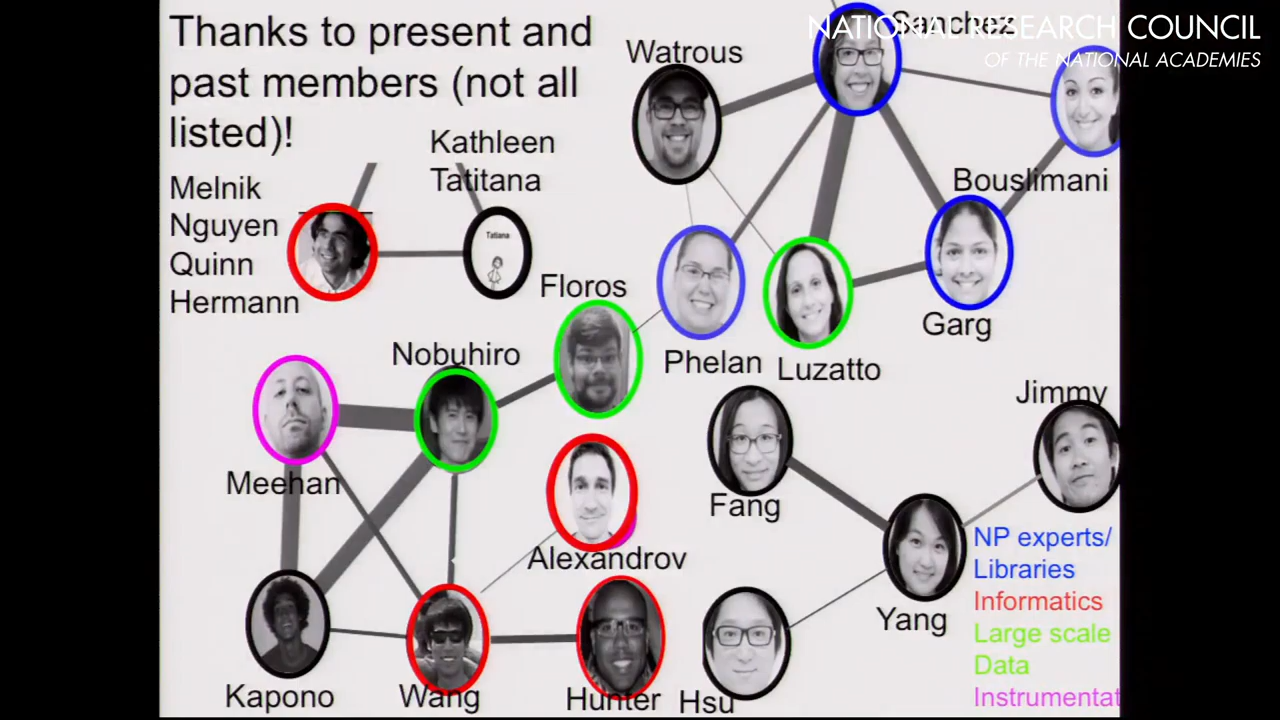 Thanks to present and
past members (not all
listed)!
NATIONAL RESEARCH COUNCIL
OF THE NATIONAL ACADEMIES
Sanchez
Watrous
Kathleen
Tatitana
Melnik
Nguyen
Quinn
Hermann
Tatiana
Bouslimani
Floros
Garg
Nobuhiro
Phelan
Luzatto
Jimmy
Meehan
Fang
Alexandrov
NP experts/
Libraries
Informatics
Large scale
Data
Instrumentat
Yang
Kapono
Wang
Hunter
Hsu